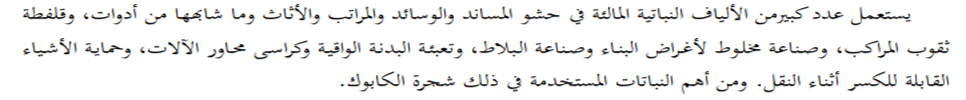 يستعمل عدد كبيرمن الألياف النباتية المالئة في حشو المساند والوسائد والمراتب والأثاث وما شابهها من أدوات، وقلفطة
ثقوب المراكب، وصناعة مخلوط لأغراض البناء وصناعة البلاط، وتعبئة البدنة الواقية وكراسى محاور الآلات، وحماية الأشياء
القابلة للكسر أثناء النقل. ومن أهم النباتات المستخدمة في ذلك شجرة الكابوك.